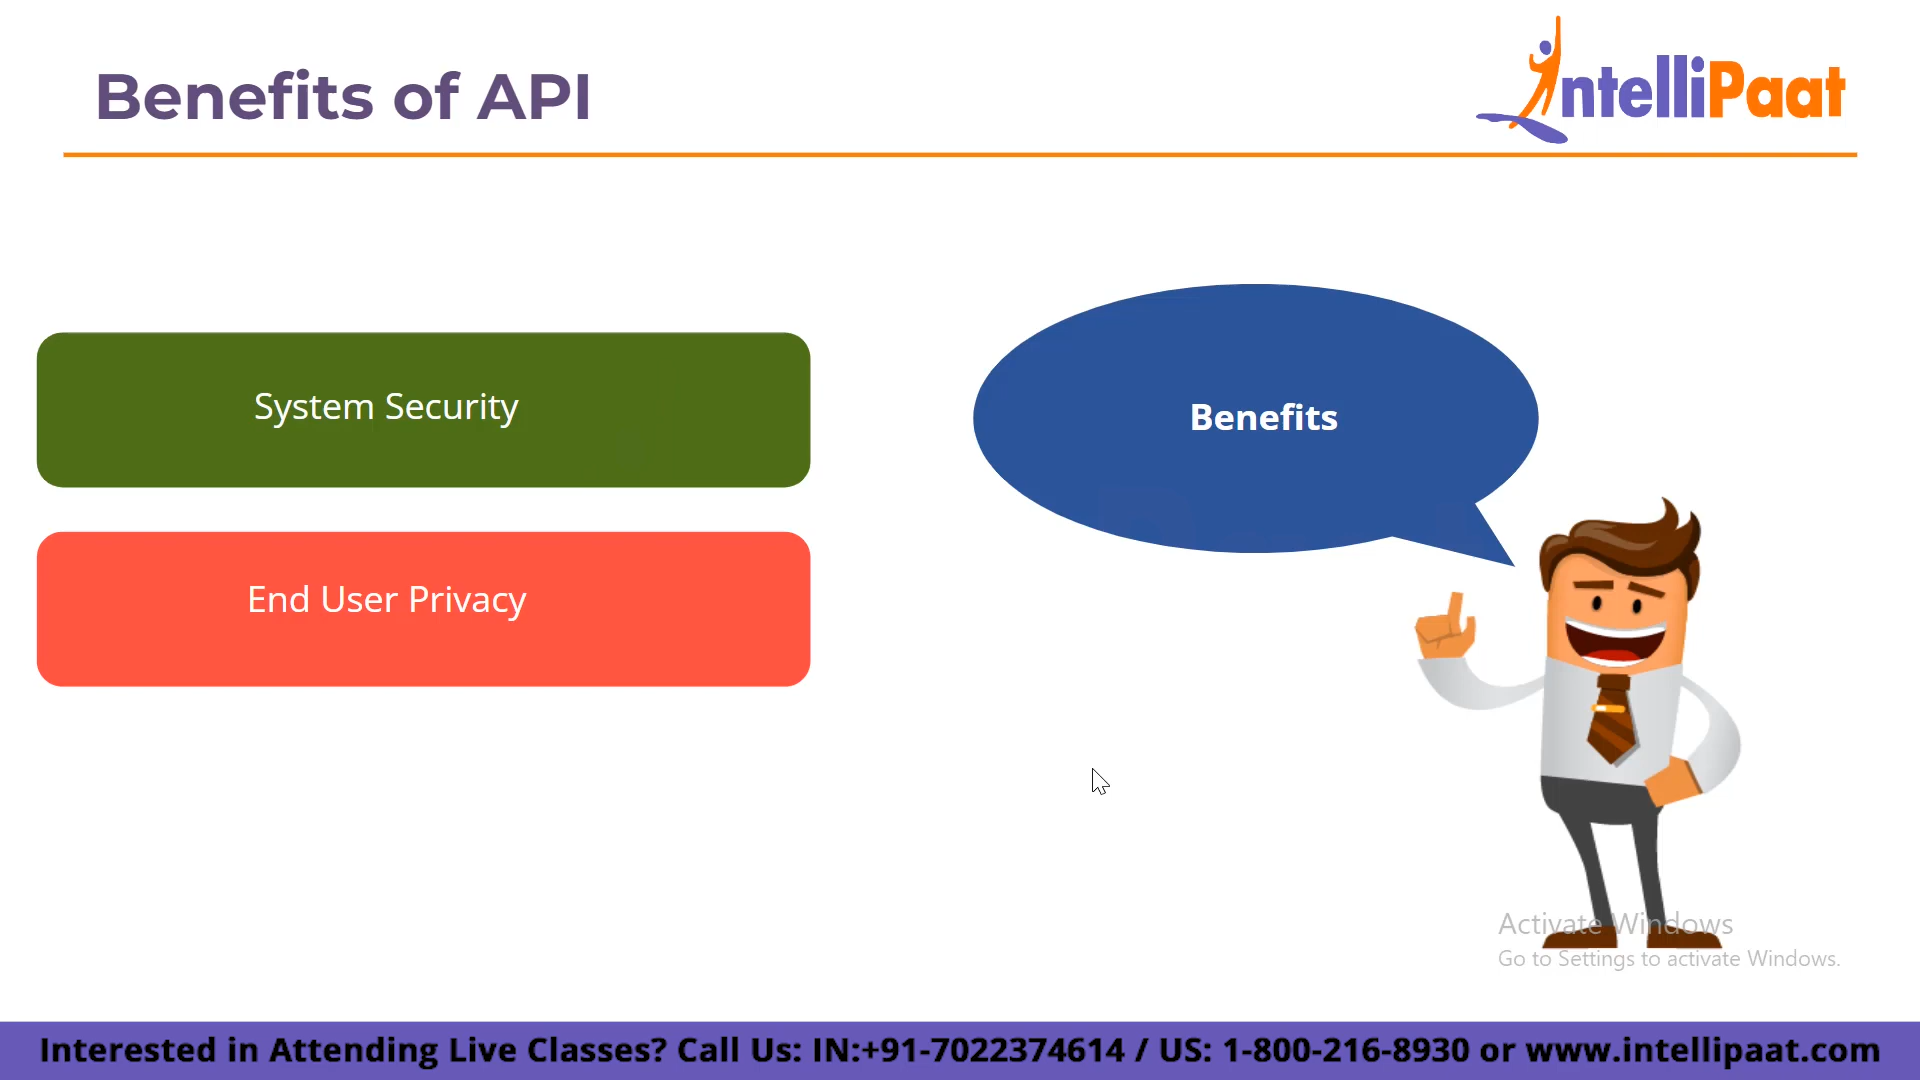 Benefits of API
IntelliPaat
System Security
End User Privacy
Benefits
Activate Windows
Go to Settings to activate Windows.
Interested in Attending Live Classes? Call Us: IN:+91-7022374614 / US: 1-800-216-8930 or www.intellipaat.com